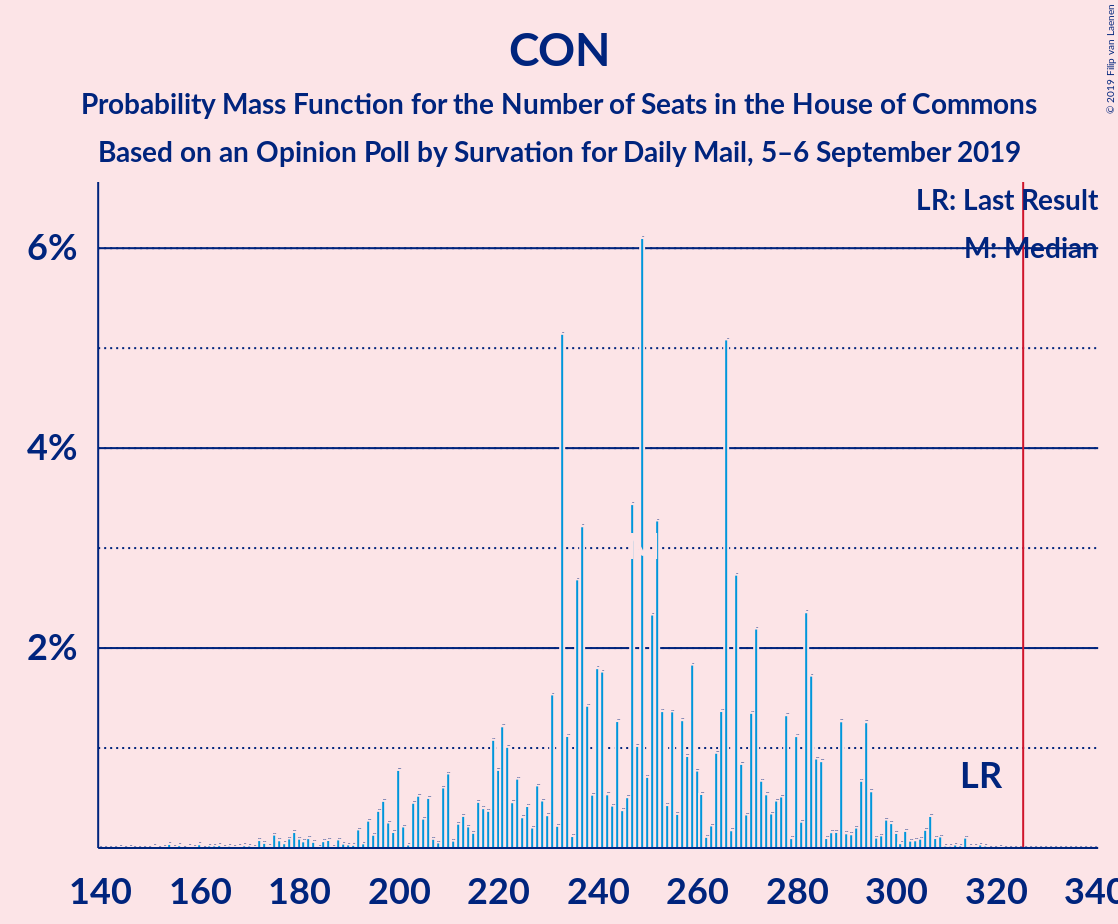 CON
Probability Mass Function for the Number of Seats in the House of Commons
Based on an Opinion Poll by Survation for Daily Mail, 5–6 September 2019
© 2019 Filip van Laenen
LR: Last Result
M: Median
6%
4%
2%
LR
140 160 180 200 220 240 260 280 300 320 340